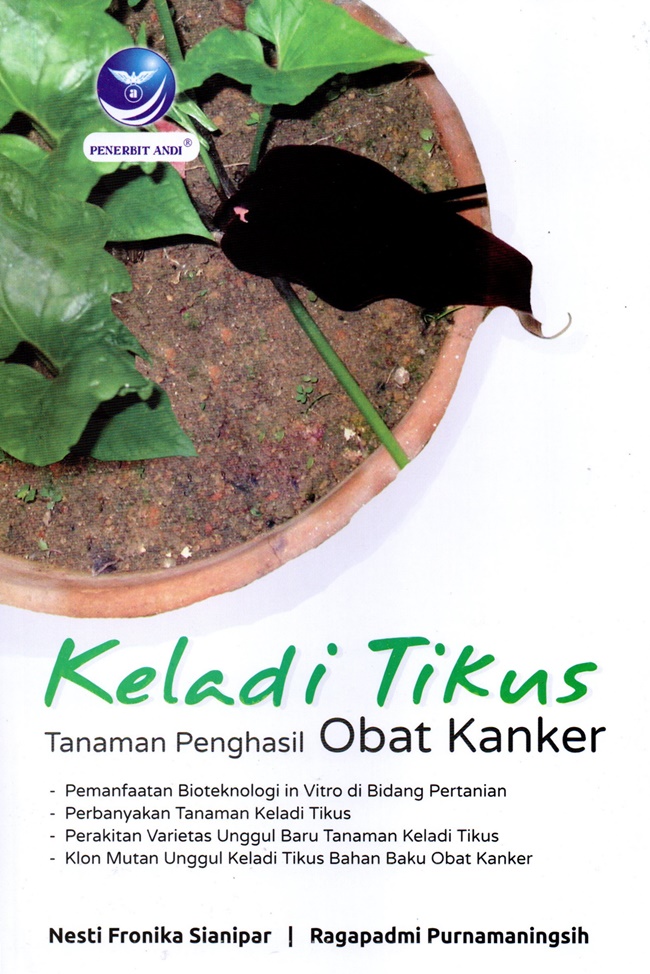 a
PENERBIT ANDI®
Keladi Tikus
Tanaman Penghasil Obat Kanker
- Pemanfaatan Bioteknologi in Vitro di Bidang Pertanian
- Perbanyakan Tanaman Keladi Tikus
- Perakitan Varietas Unggul Baru Tanaman Keladi Tikus
- Klon Mutan Unggul Keladi Tikus Bahan Baku Obat Kanker
Nesti Fronika Sianipar | Ragapadmi Purnamaningsih